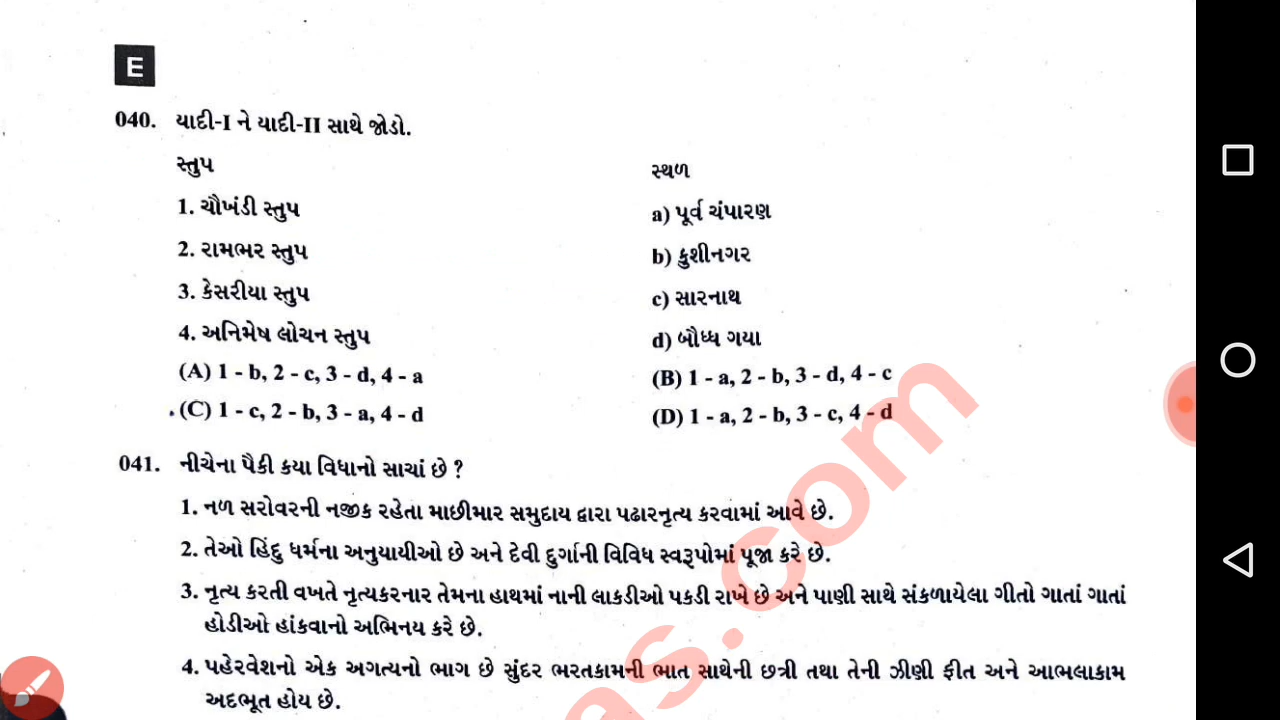 E
040. યાદી-I ને યાદી-II સાથે જોડો.
સ્તુપ સ્થળ
1. ચૌખંડી સ્તુપ a) પૂર્વ ચંપારણ
2. રામભર સ્તુપ b) કુશીનગર
3. કેસરીયા સ્તુપ c) સારનાથ
4. અનિમેષ લોચન સ્તુપ d) બૌધ્ધ ગયા
(A) 1 - b, 2 - c, 3 - d, 4 - a (B) 1 - a, 2 - b, 3 - d, 4 - c
(C) 1 - c, 2 - b, 3 - a, 4 - d (D) 1 - a, 2 - b, 3 - c, 4 - d
041. નીચેના પૈકી કયા વિધાનો સાચાં છે ?
1. નળ સરોવરની નજીક રહેતા માછીમાર સમુદાય દ્વારા પઢારનૃત્ય કરવામાં આવે છે.
2. તેઓ હિંદુ ધર્મના અનુયાયીઓ છે અને દેવી દુર્ગાની વિવિધ સ્વરૂપોમાં પૂજા કરે છે.
3. નૃત્ય કરતી વખતે નૃત્યકરનાર તેમના હાથમાં નાની લાકડીઓ પકડી રાખે છે અને પાણી સાથે સંકળાયેલા ગીતો ગાતાં ગાતાં
હોડીઓ હાંકવાનો અભિનય કરે છે.
4. પહેરવેશનો એક અગત્યનો ભાગ છે સુંદર ભરતકામની ભાત સાથેની છત્રી તથા તેની ઝીણી ફીત અને આભલાકામ
અદભૂત હોય છે.
as.com